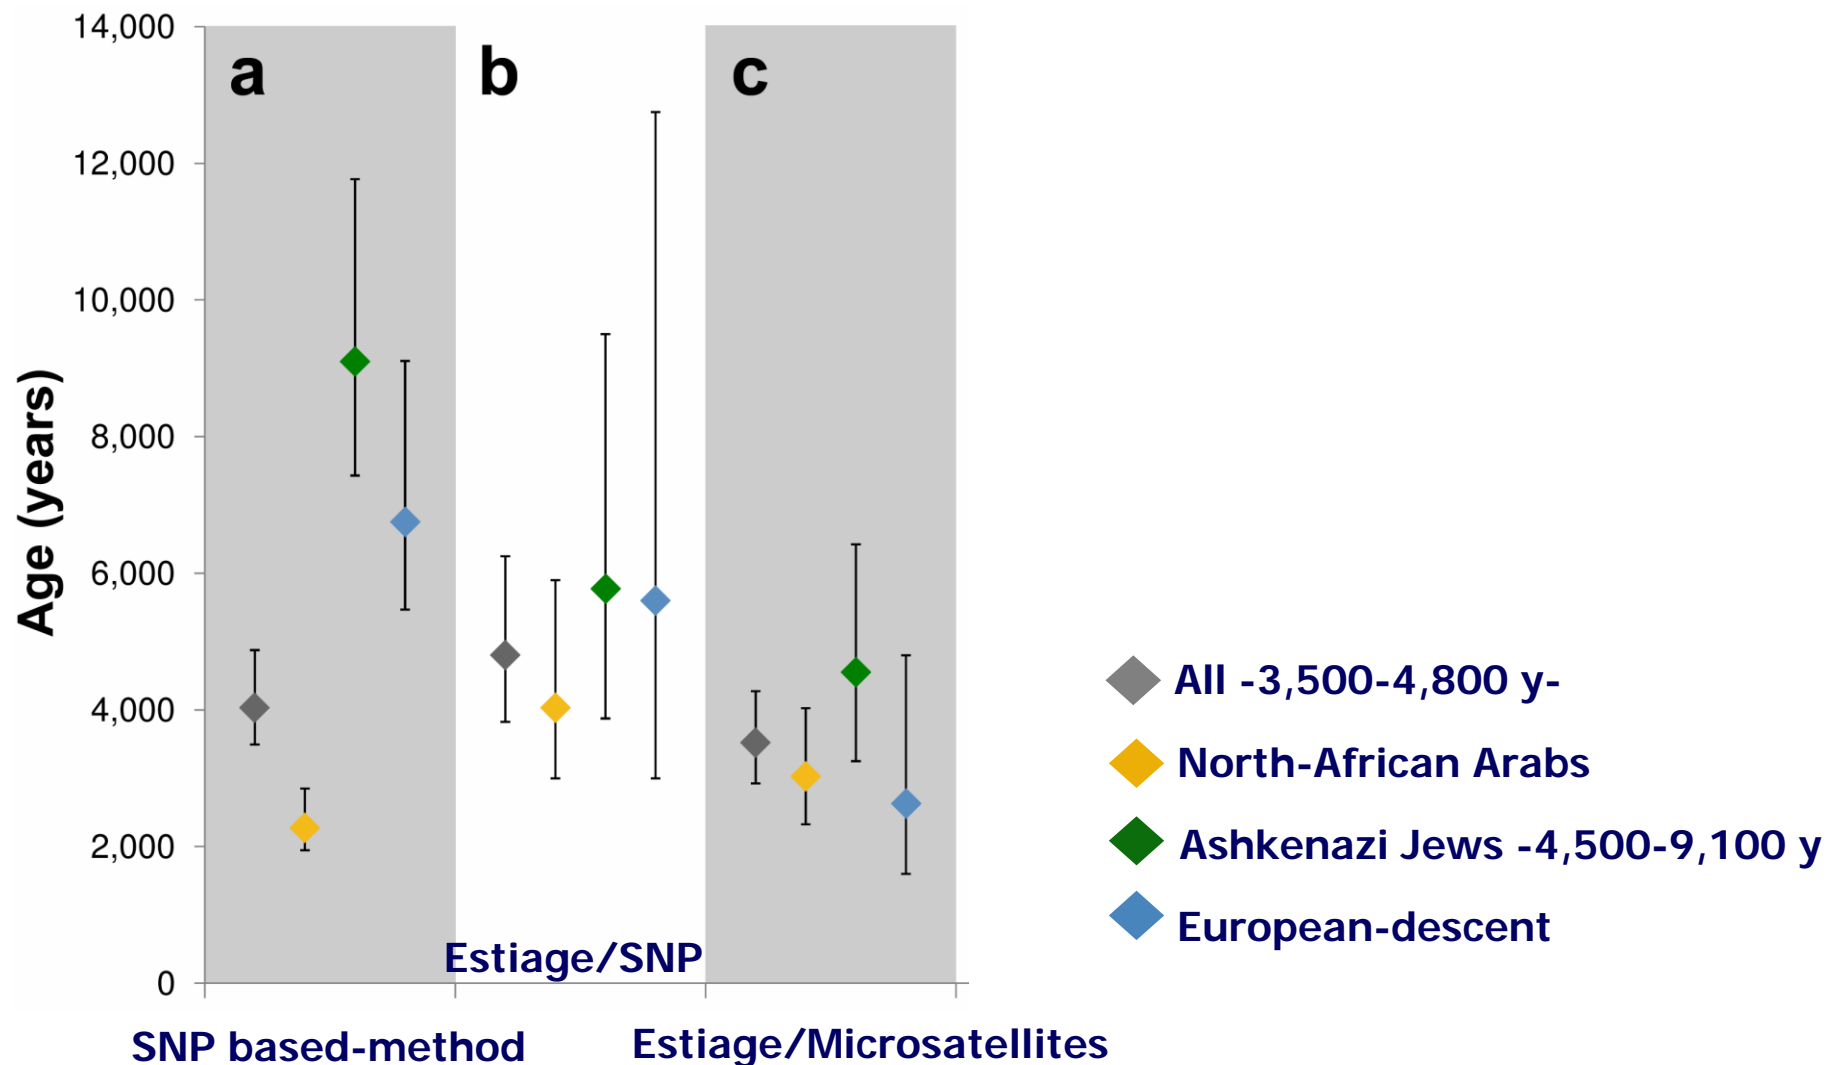 14,000
12,000
10,000
8,000
6,000
4,000
2,000
0
Age (years)
a
b
c
Estiage/SNP
SNP based-method
Estiage/Microsatellites
All -3,500-4,800 y-
North-African Arabs
Ashkenazi Jews -4,500-9,100 y
European-descent